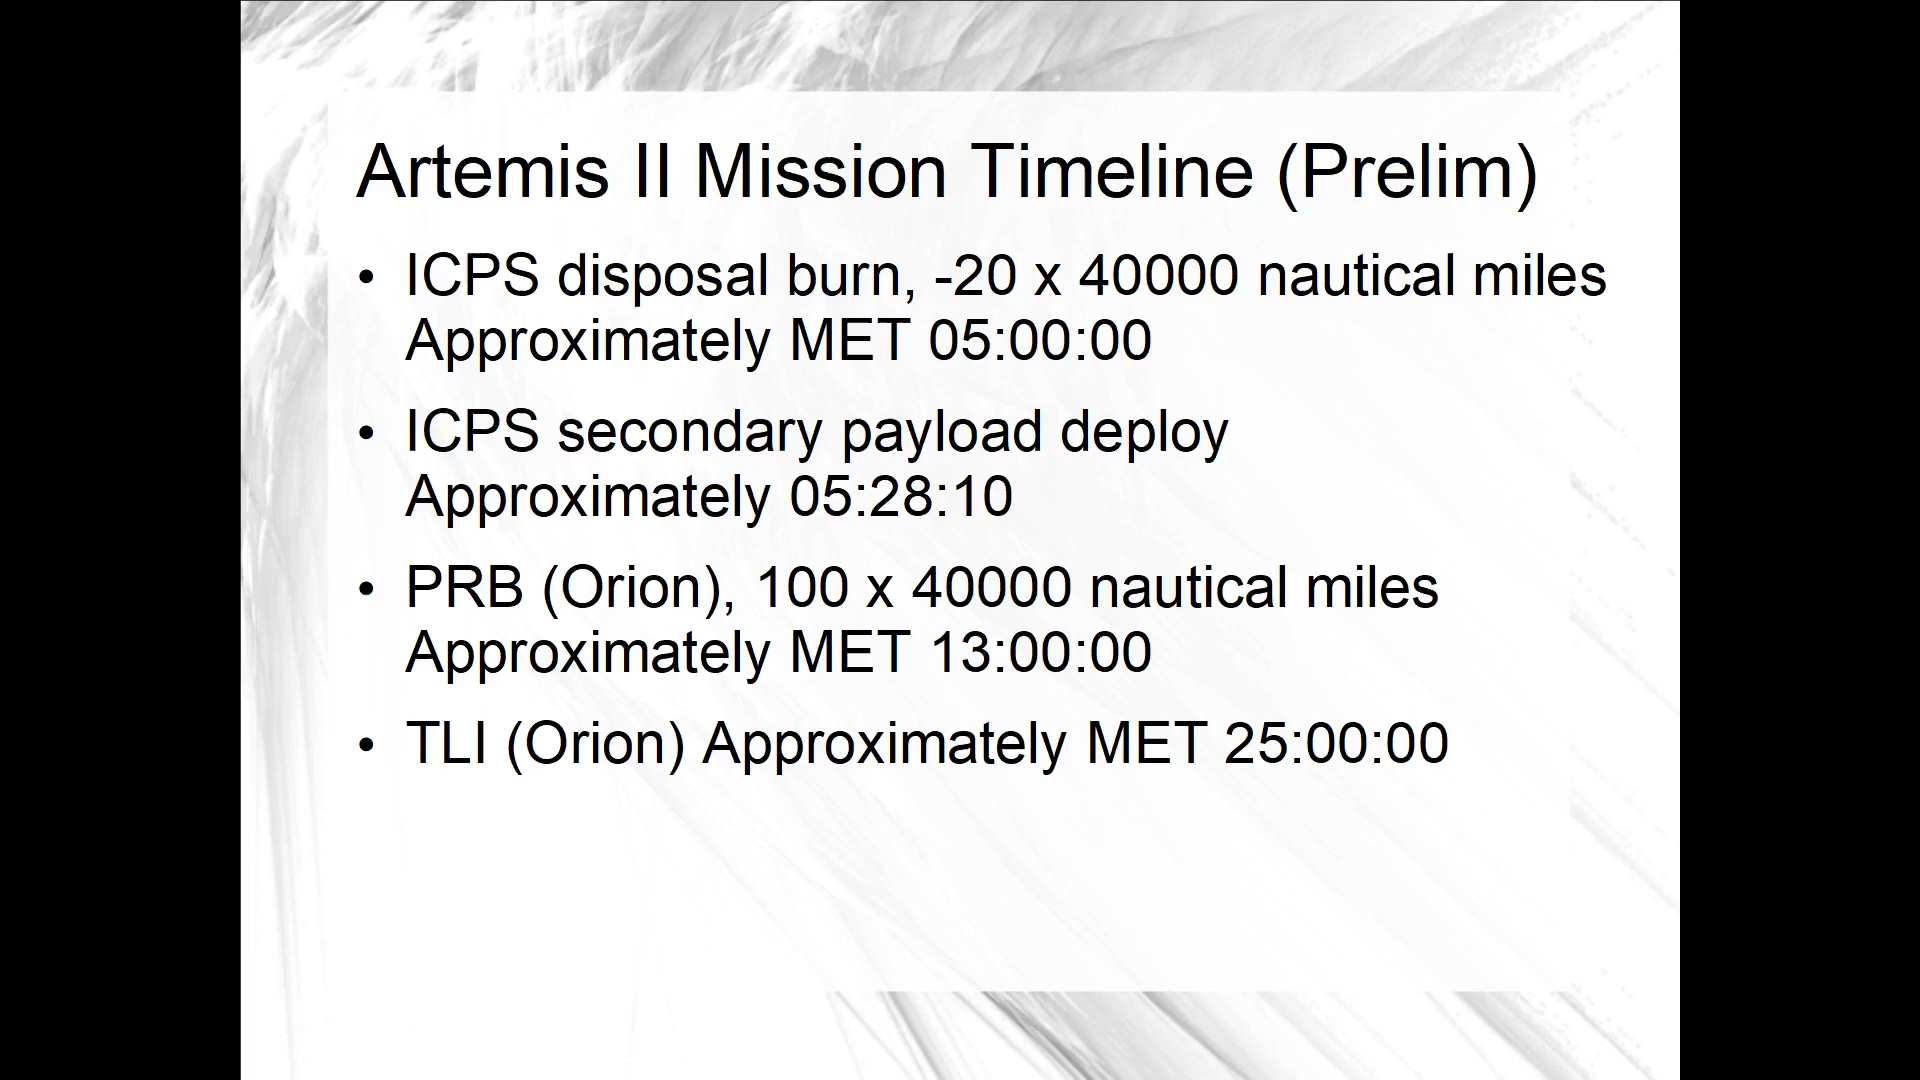 Artemis II Mission Timeline (Prelim)
• ICPS disposal burn, -20 x 40000 nautical miles
Approximately MET 05:00:00
• ICPS secondary payload deploy
Approximately 05:28:10
• PRB (Orion), 100 x 40000 nautical miles
Approximately MET 13:00:00
• TLI (Orion) Approximately MET 25:00:00